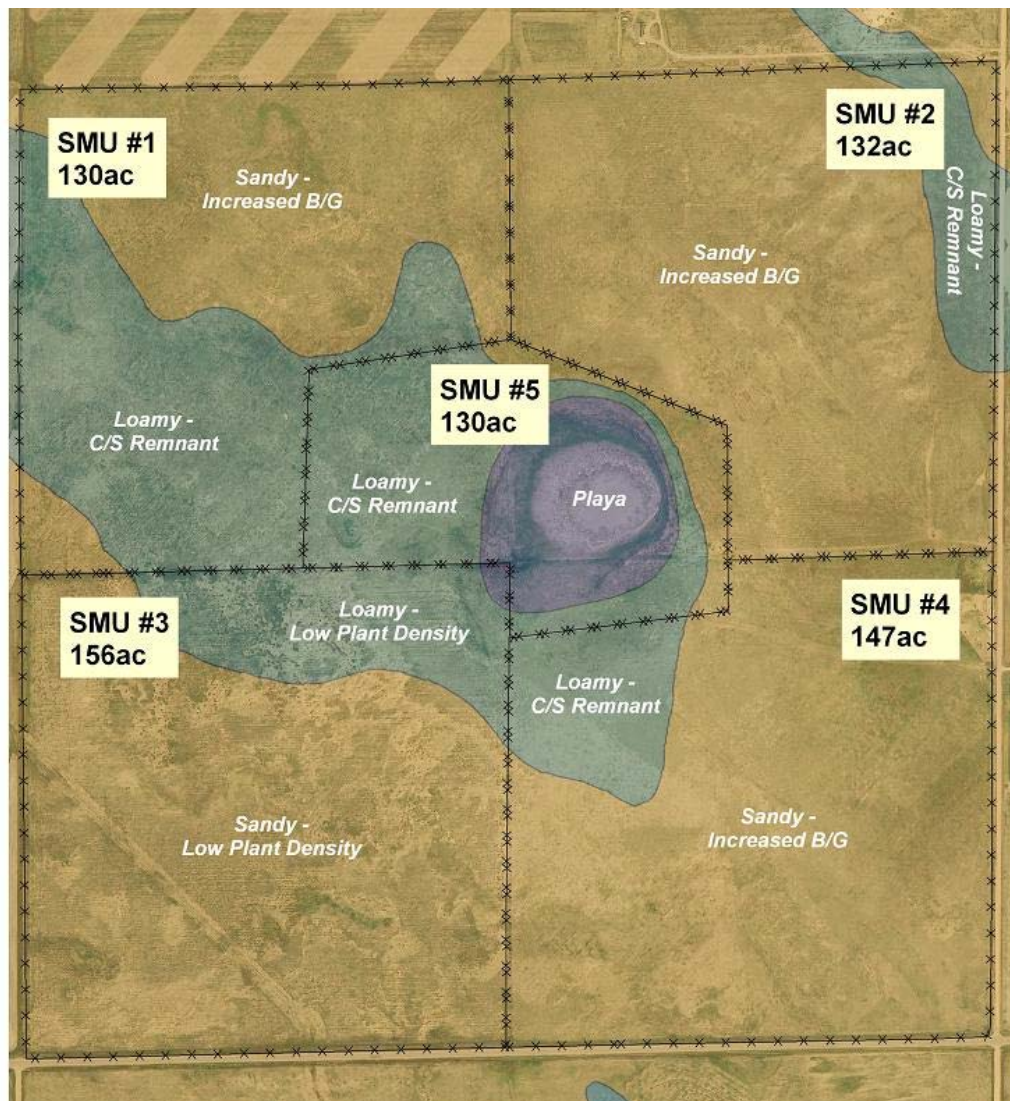 SMU #1
130ac
SMU #2
132ac
Sandy -
Increased B/G
Loamy -
C/S Remnant
Sandy -
Increased B/G
SMU #5
130ac
Loamy -
C/S Remnant
Loamy -
C/S Remnant
Playa
SMU #3
156ac
Loamy -
Low Plant Density
SMU #4
147ac
Loamy -
C/S Remnant
Sandy -
Low Plant Density
Sandy -
Increased B/G